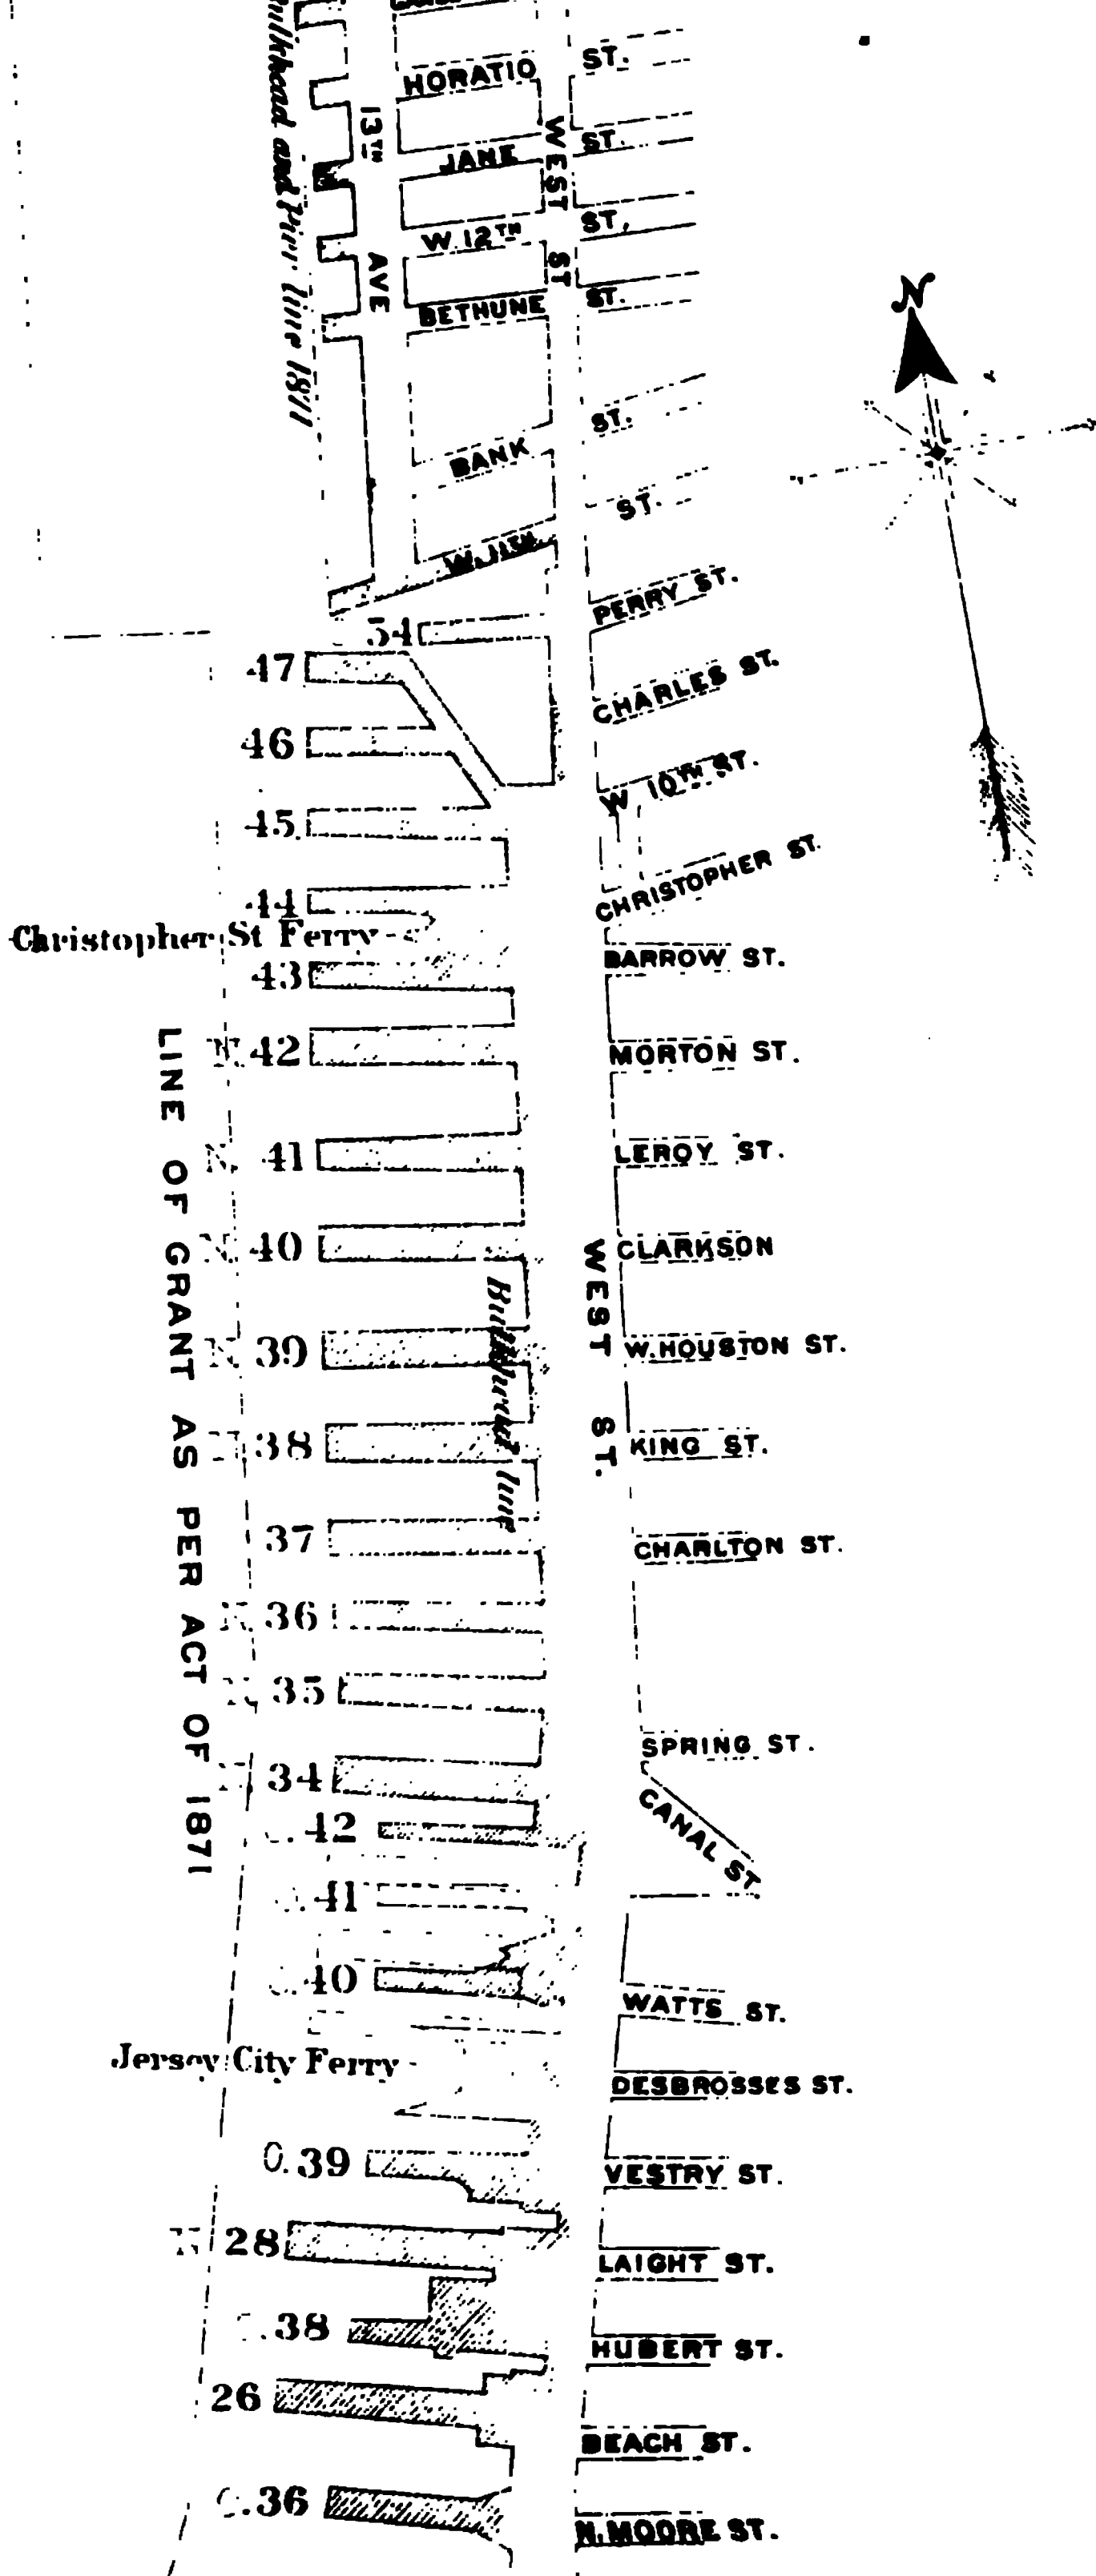 HORATIO ST.
13TH AVE
WEST ST
JANE ST.
W. 12TH ST.
BETHUNE ST.
Bulkhead and Pier line 1871
N
BANK ST.
W. 11TH ST.
PERRY ST.
54
47
CHARLES ST.
46
W 10TH ST.
45
CHRISTOPHER ST.
44
Christopher St Ferry
BARROW ST.
43
N. 42
MORTON ST.
N. 41
LEROY ST.
N. 40
CLARKSON
LINE OF GRANT AS PER ACT OF 1871
Bulkhead line
WEST ST.
N. 39
W. HOUSTON ST.
N 38
KING ST.
37
CHARLTON ST.
N 36
N. 35
SPRING ST.
34
CANAL ST
.42
.41
.40
WATTS ST.
Jersey City Ferry
DESBROSSES ST.
O.39
VESTRY ST.
N 28
LAIGHT ST.
.38
HUBERT ST.
26
BEACH ST.
.36
N. MOORE ST.